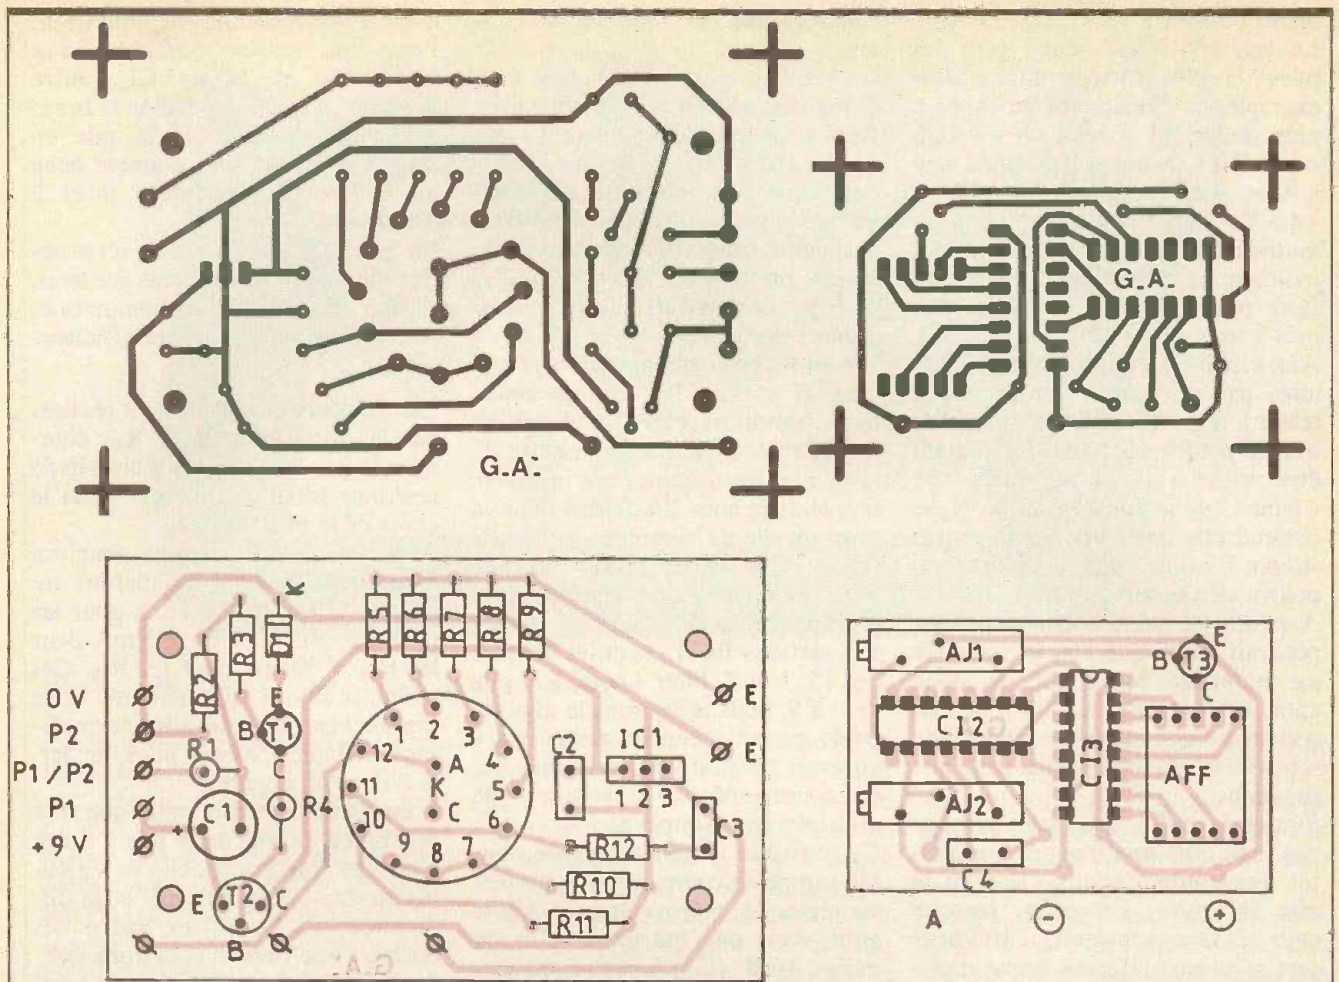 G.A.
G.A.
K
R3
D1
R5
R6
R7
R8
R9
R2
0 V
P2
P1 / P2
P1
+9 V
E
B
T1
C
R1
C1
+
R4
E
T2
C
B
1
2
3
4
5
6
7
8
9
10
11
12
A
K
C
C2
IC1
1 2 3
C3
E
E
R12
R10
R11
G.A.
E
AJ1
CI2
E
AJ2
C4
CI3
E
B
T3
C
AFF
A
-
+